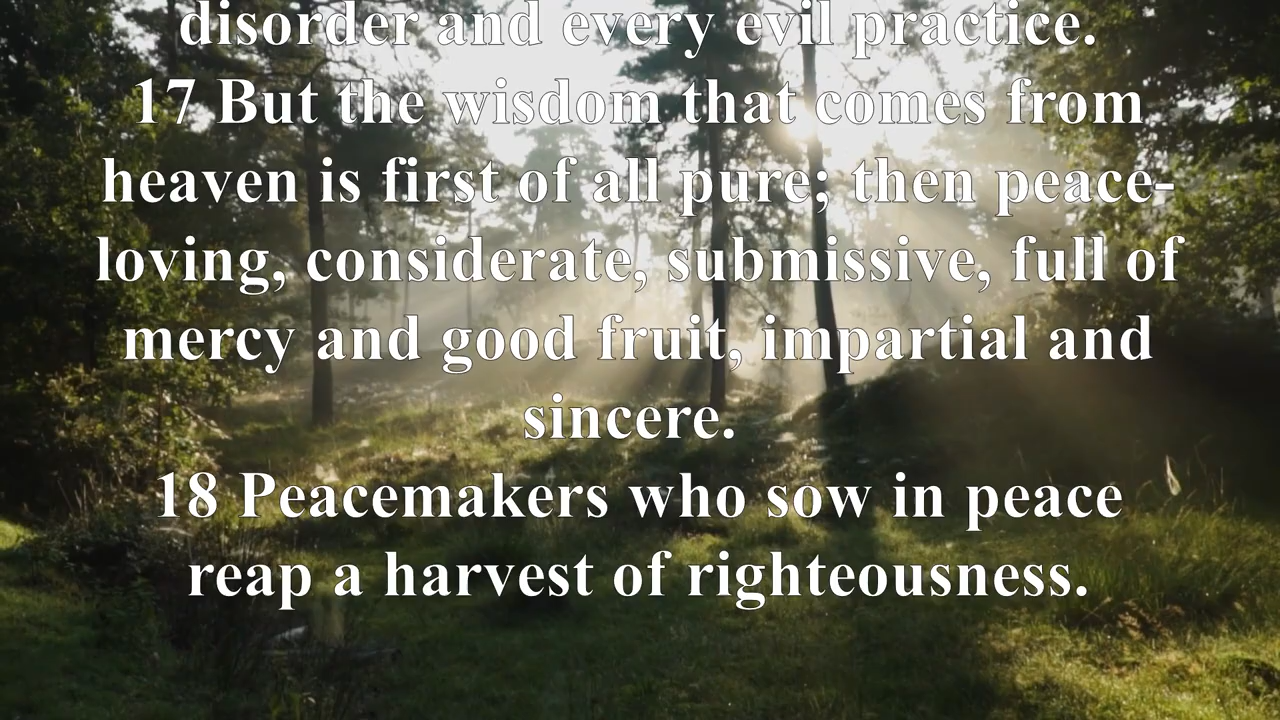 disorder and every evil practice.
17 But the wisdom that comes from
heaven is first of all pure; then peace-
loving, considerate, submissive, full of
mercy and good fruit, impartial and
sincere.
18 Peacemakers who sow in peace
reap a harvest of righteousness.